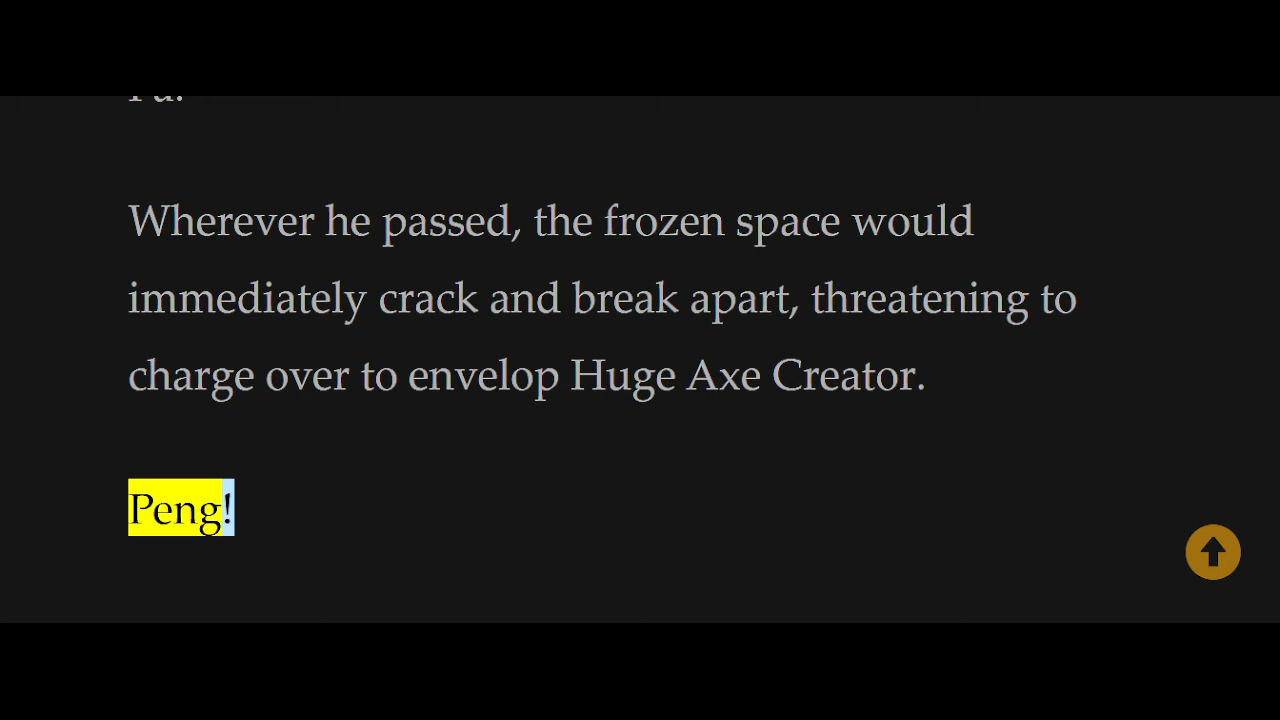 Wherever he passed, the frozen space would
immediately crack and break apart, threatening to
charge over to envelop Huge Axe Creator.
Peng!